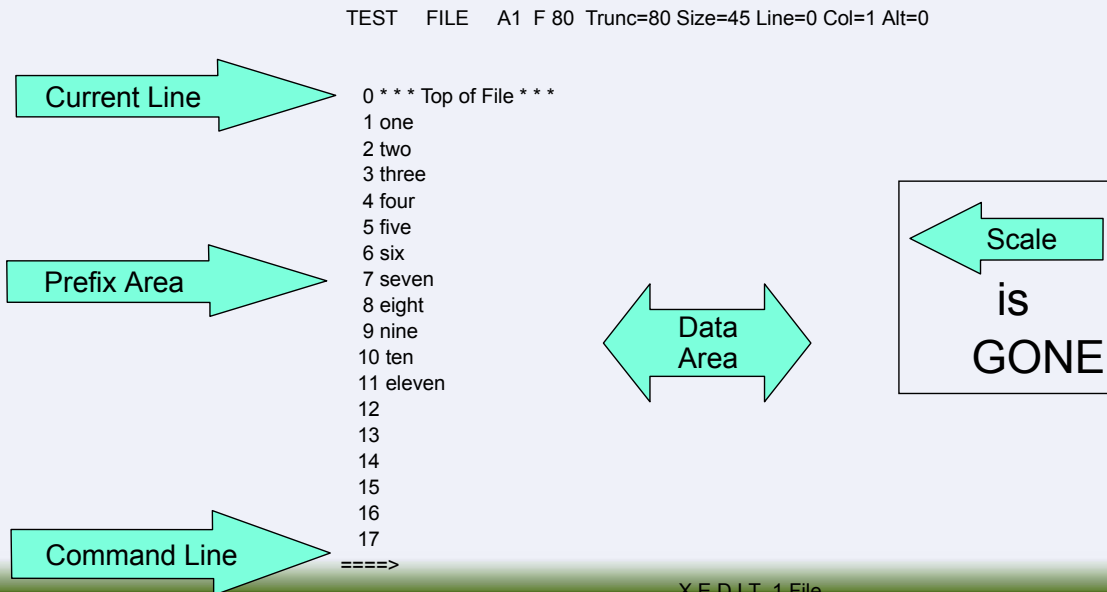 TEST FILE A1 F 80 Trunc=80 Size=45 Line=0 Col=1 Alt=0
Current Line
0 * * * Top of File * * *
1 one
2 two
3 three
4 four
5 five
6 six
Prefix Area
7 seven
8 eight
9 nine
10 ten
11 eleven
12
13
14
15
16
17
Data
Area
Scale
is
GONE
Command Line
====>
X E D I T 1 File